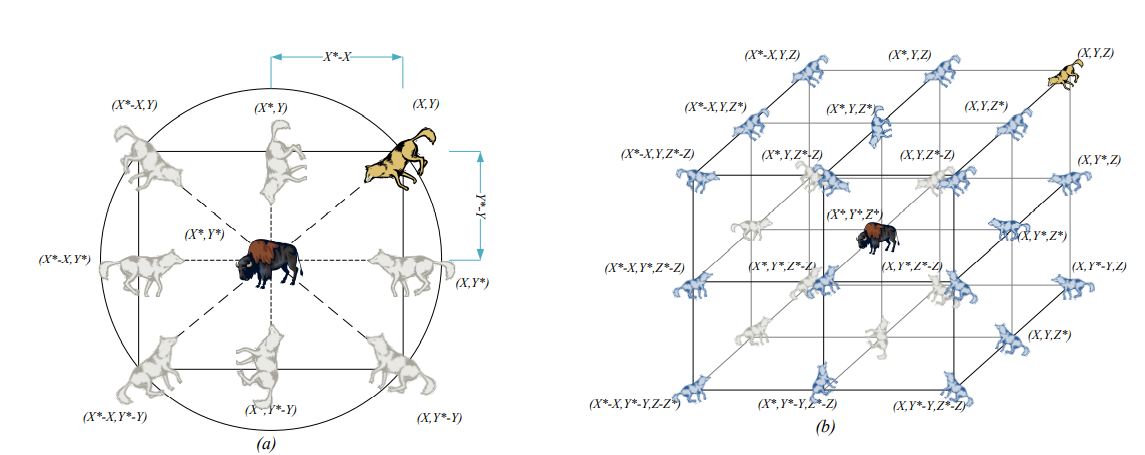 X*-X
(X*-X,Y)
(X*,Y)
(X,Y)
Y*-Y
(X*,Y*)
(X*-X,Y*)
(X,Y*)
(X*-X,Y*-Y)
(X*,Y*-Y)
(X,Y*-Y)
(a)
(X*-X,Y,Z)
(X*,Y,Z)
(X,Y,Z)
(X*-X,Y,Z*)
(X*,Y,Z*)
(X,Y,Z*)
(X*-X,Y,Z*-Z)
(X*,Y,Z*-Z)
(X,Y,Z*-Z)
(X,Y*,Z)
(X*,Y*,Z*)
(X,Y*,Z*)
(X*-X,Y*,Z*-Z)
(X*,Y*,Z*-Z)
(X,Y*,Z*-Z)
(X,Y*-Y,Z)
(X,Y,Z*)
(X*-X,Y*-Y,Z-Z*)
(X*,Y*-Y,Z*-Z)
(X,Y*-Y,Z*-Z)
(b)